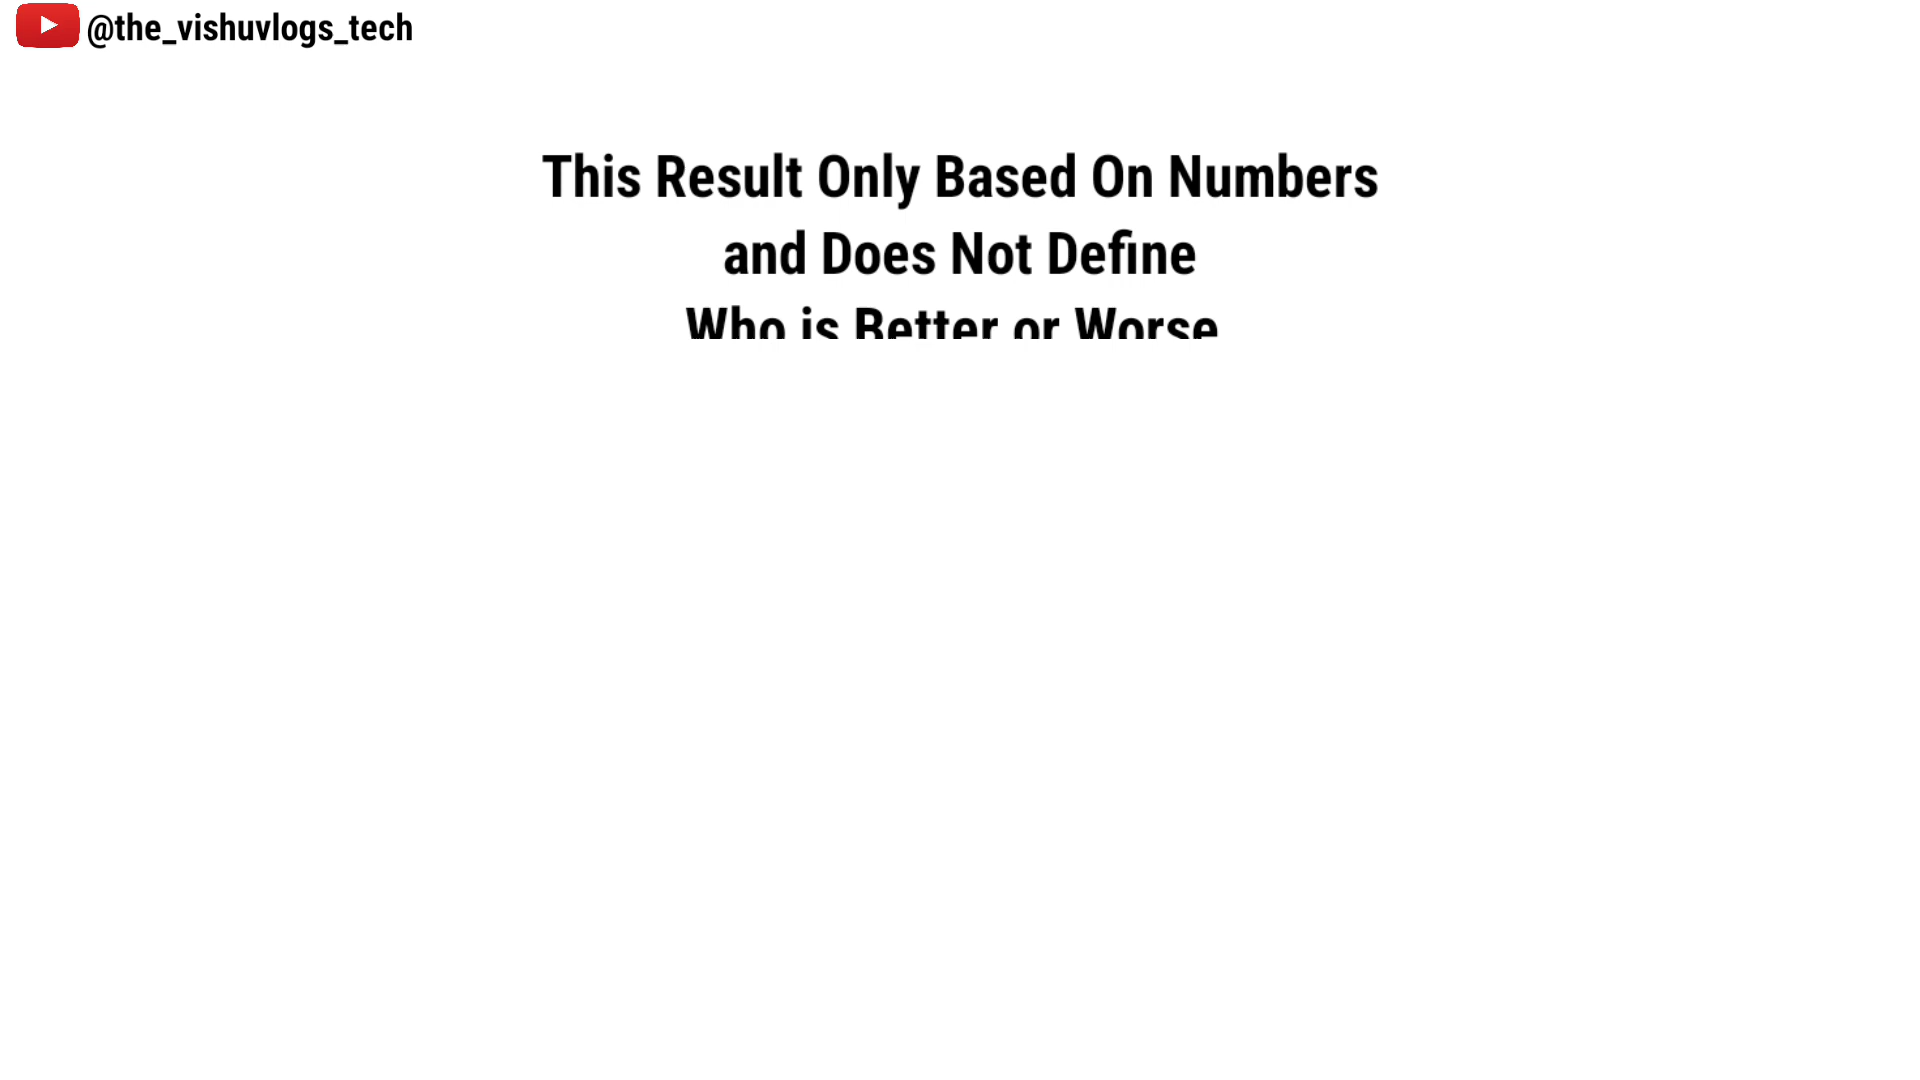 @the_vishuvlogs_tech
This Result Only Based On Numbers
and Does Not Define
Who is Better or Worse